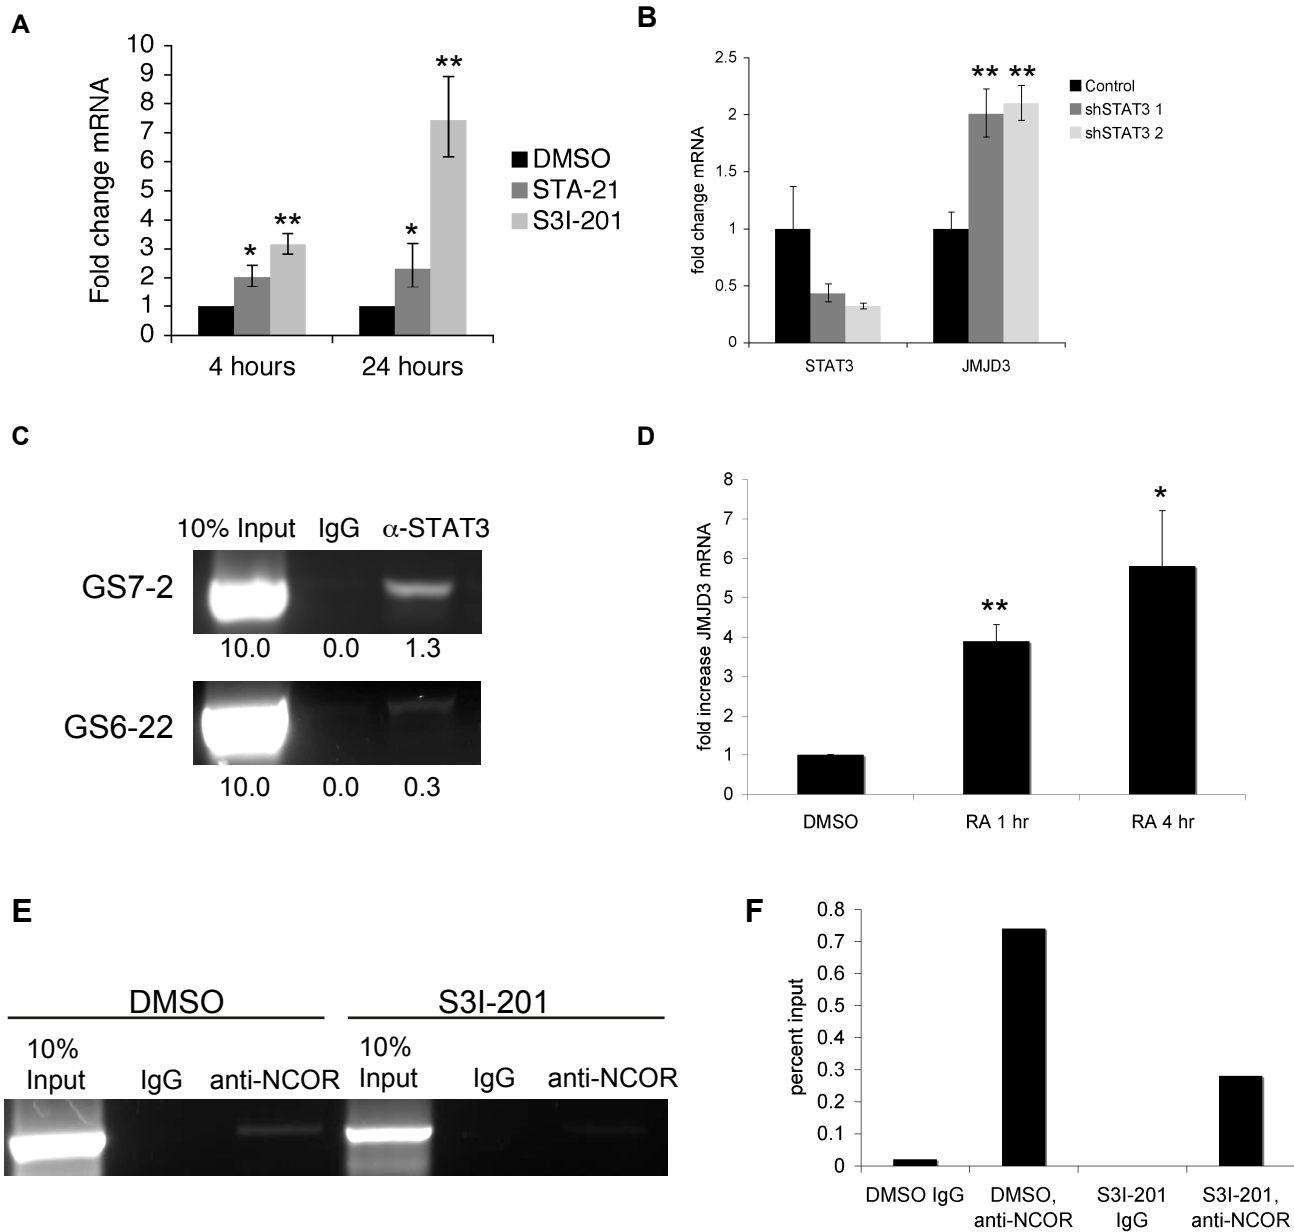 A
Fold change mRNA
10
9
8
7
6
5
4
3
2
1
0
*
**
*
**
4 hours
24 hours
DMSO
STA-21
S3I-201
B
fold change mRNA
2.5
2
1.5
1
0.5
0
** **
STAT3
JMJD3
Control
shSTAT3 1
shSTAT3 2
C
10% Input IgG α-STAT3
GS7-2
10.0 0.0 1.3
GS6-22
10.0 0.0 0.3
D
fold increase JMJD3 mRNA
8
7
6
5
4
3
2
1
0
**
*
DMSO
RA 1 hr
RA 4 hr
E
DMSO
S3I-201
10%
Input
IgG
anti-NCOR
10%
Input
IgG
anti-NCOR
F
percent input
0.8
0.7
0.6
0.5
0.4
0.3
0.2
0.1
0
DMSO IgG
DMSO,
anti-NCOR
S3I-201
IgG
S3I-201,
anti-NCOR